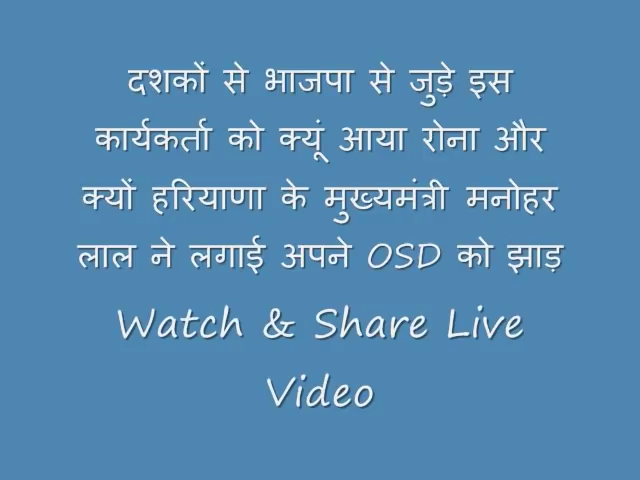 दशकों से भाजपा से जुड़े इस
कार्यकर्ता को क्यूं आया रोना और
क्यों हरियाणा के मुख्यमंत्री मनोहर
लाल ने लगाई अपने OSD को झाड़
Watch & Share Live
Video